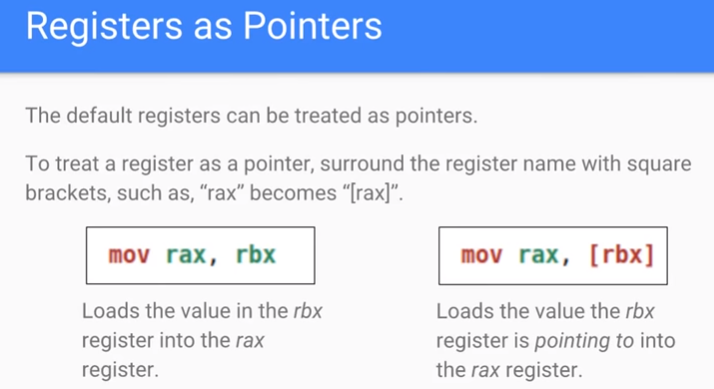 Registers as Pointers
The default registers can be treated as pointers.
To treat a register as a pointer, surround the register name with square
brackets, such as, “rax” becomes “[rax]”.
mov rax, rbx
Loads the value in the rbx
register into the rax
register.
mov rax, [rbx]
Loads the value the rbx
register is pointing to into
the rax register.